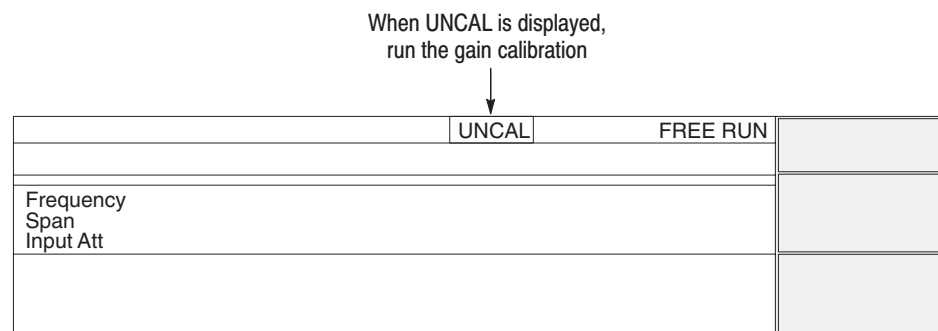 When UNCAL is displayed,
run the gain calibration
UNCAL
FREE RUN
Frequency
Span
Input Att